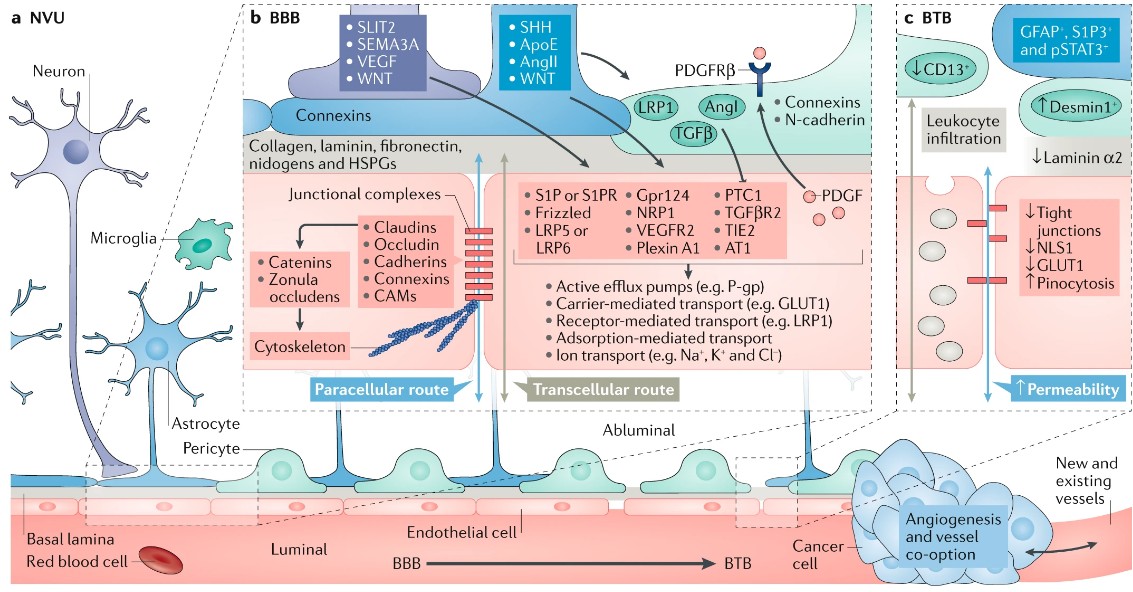 a NVU
Neuron
Microglia
Astrocyte
Pericyte
b BBB
• SLIT2
• SEMA3A
• VEGF
• WNT
• SHH
• ApoE
• AngII
• WNT
Connexins
PDGFRβ
LRP1
AngI
TGFβ
• Connexins
• N-cadherin
Collagen, laminin, fibronectin,
nidogens and HSPGs
Junctional complexes
• Claudins
• Occludin
• Cadherins
• Connexins
• CAMs
• Catenins
• Zonula
occludens
Cytoskeleton
• S1P or S1PR
• Frizzled
• LRP5 or
LRP6
• Gpr124
• NRP1
• VEGFR2
• Plexin A1
• PTC1
• TGFβR2
• TIE2
• AT1
PDGF
• Active efflux pumps (e.g. P-gp)
• Carrier-mediated transport (e.g. GLUT1)
• Receptor-mediated transport (e.g. LRP1)
• Adsorption-mediated transport
• Ion transport (e.g. Na⁺, K⁺ and Cl⁻)
Paracellular route
Transcellular route
c BTB
↓CD13⁺
GFAP⁺, S1P3⁺
and pSTAT3⁺
↑Desmin1⁺
Leukocyte
infiltration
↓Laminin α2
↓Tight
junctions
↓NLS1
↓GLUT1
↑Pinocytosis
↑Permeability
Abluminal
New and
existing
vessels
Basal lamina
Red blood cell
Luminal
Endothelial cell
BBB
BTB
Cancer
cell
Angiogenesis
and vessel
co-option